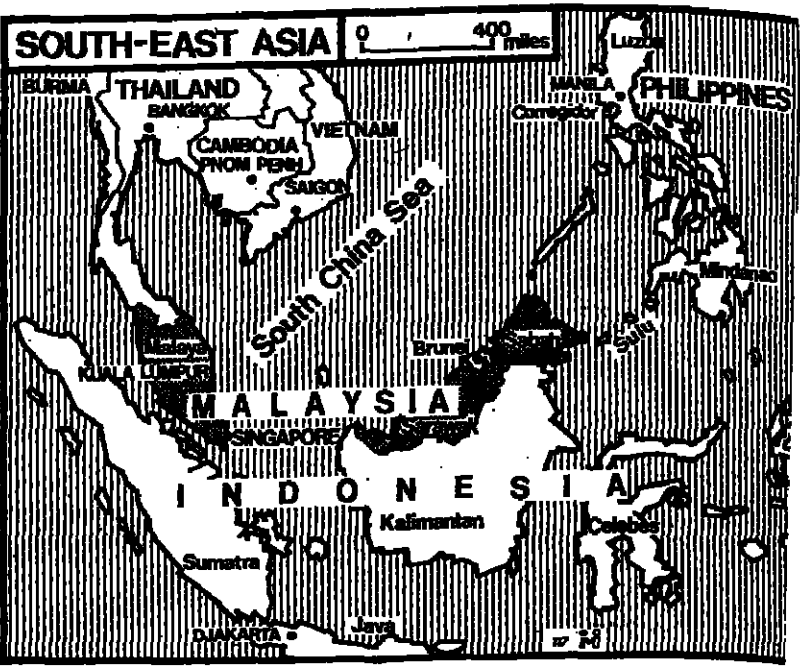 SOUTH-EAST ASIA
0 400
miles
Luzon
BURMA
THAILAND
BANGKOK
MANILA
PHILIPPINES
Corregidor
VIETNAM
CAMBODIA
PNOM PENH
SAIGON
South China Sea
Mindanao
Sulu
Malaya
Brunei
Sabah
KUALA LUMPUR
MALAYSIA
Sarawak
SINGAPORE
INDONESIA
Kalimantan
Celebes
Sumatra
Java
DJAKARTA